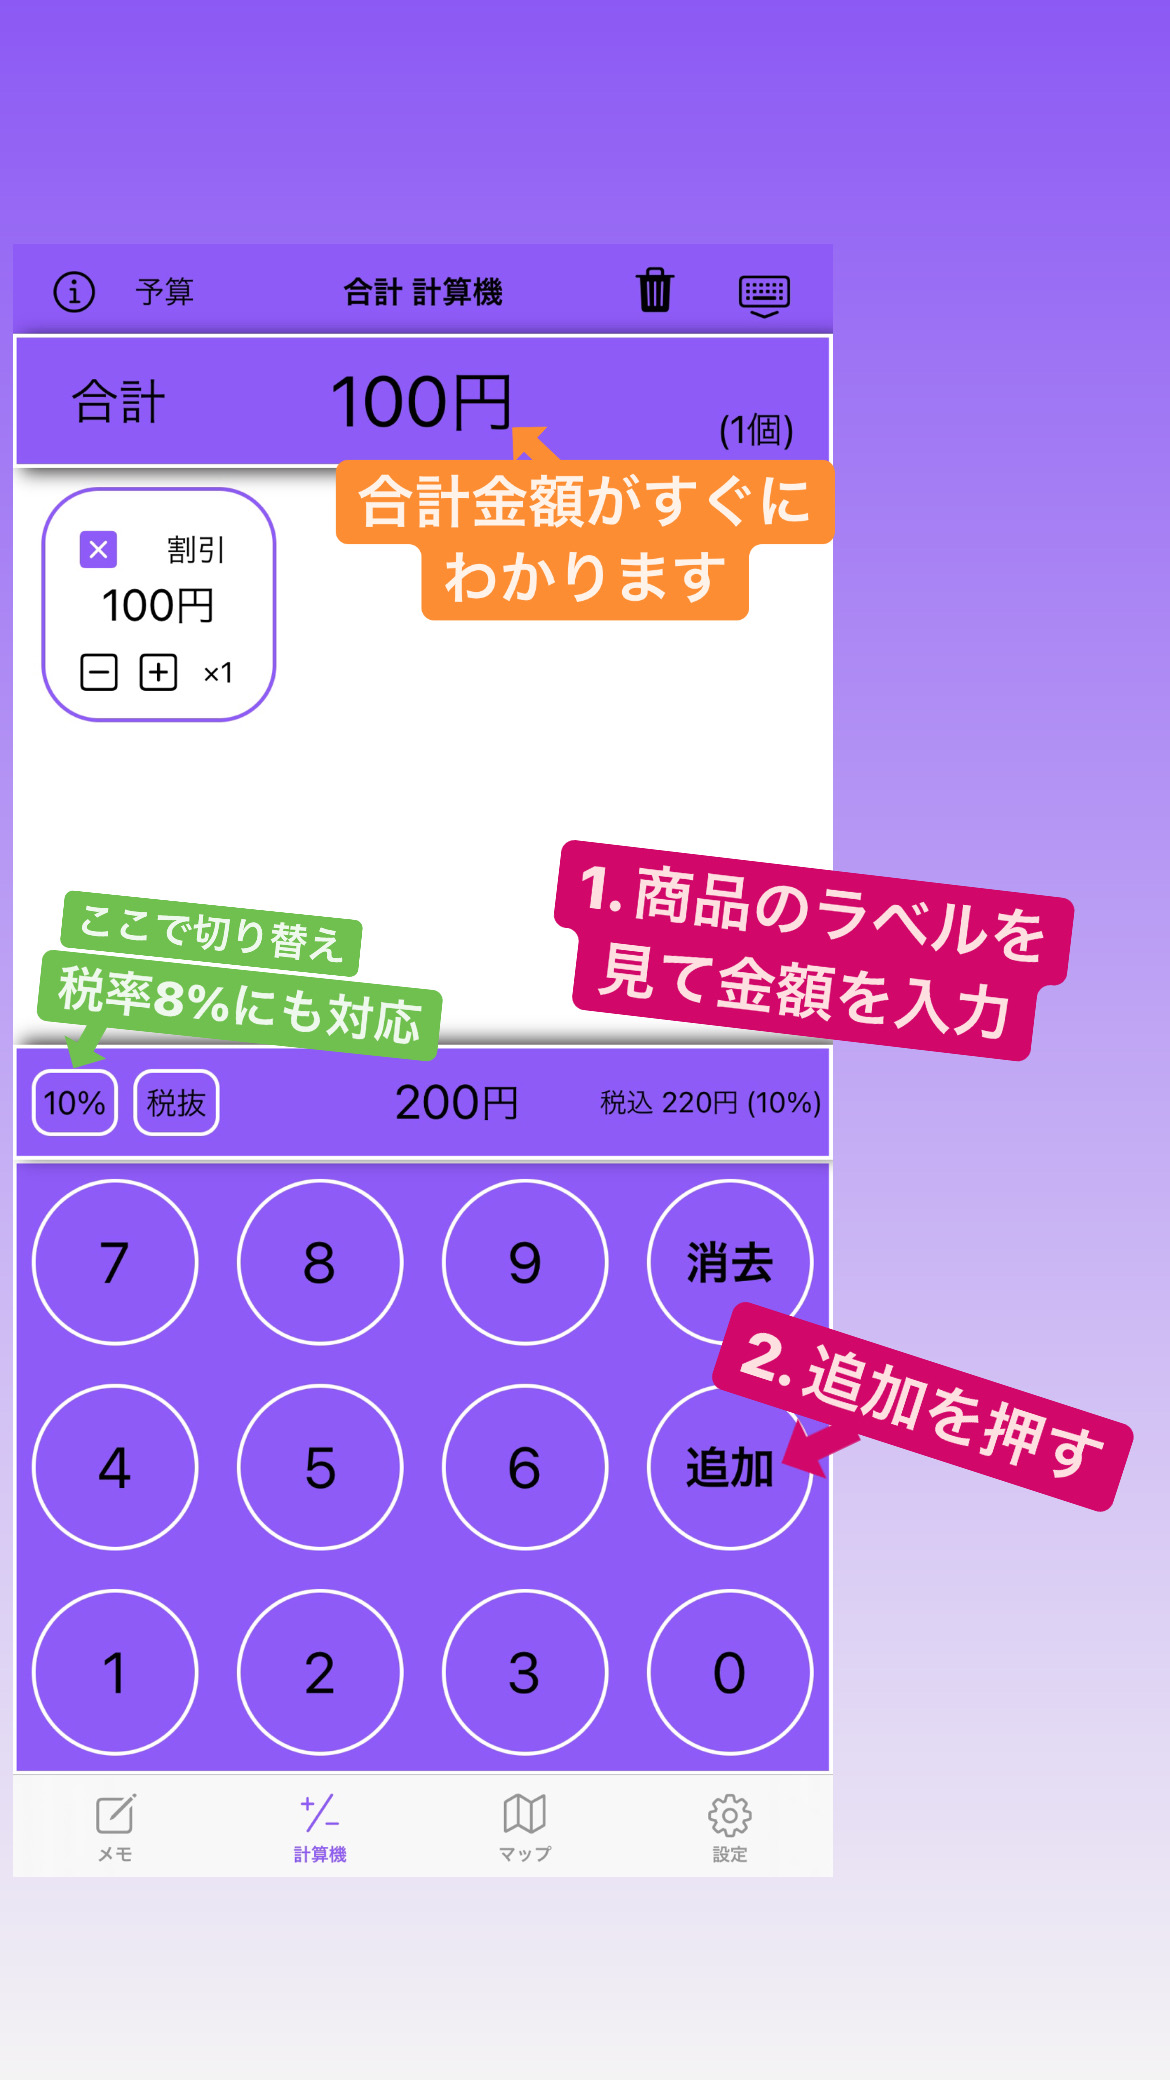 予算 合計 計算機
合計 100円 (1個)
合計金額がすぐに
わかります
割引
100円
×1
1.商品のラベルを
見て金額を入力
ここで切り替え
税率8%にも対応
10% 税抜 200円 税込 220円 (10%)
7 8 9 消去
2.追加を押す
4 5 6 追加
1 2 3 0
メモ 計算機 マップ 設定